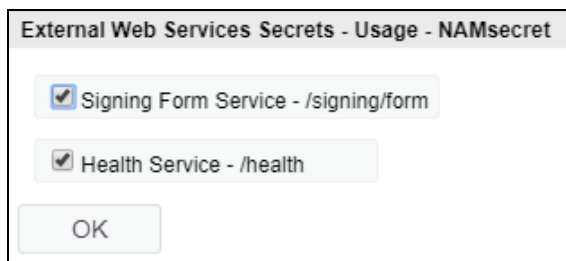 External Web Services Secrets - Usage - NAMsecret
Signing Form Service - /signing/form
Health Service - /health
OK